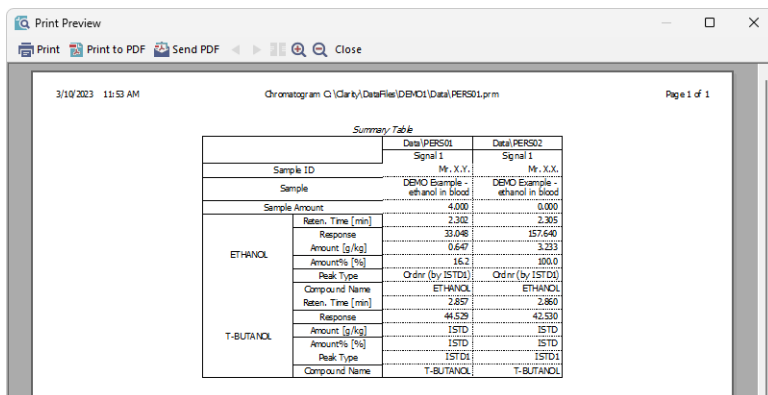 Print Preview
Print Print to PDF Send PDF Close
3/10/2023 11:53 AM Chromatogram C:\Clarity\DataFiles\DEMO1\Data\PERS01.prm Page 1 of 1
Summary Table
Data\PERS01 Data\PERS02
Signal 1 Signal 1
Sample ID Mr. X.Y. Mr. X.X.
Sample DEMO Example - ethanol in blood DEMO Example - ethanol in blood
Sample Amount 4.000 0.000
ETHANOL
Reten. Time [min] 2.302 2.305
Response 33.048 157.640
Amount [g/kg] 0.647 3.233
Amount% [%] 16.2 100.0
Peak Type Ordnr (by ISTD1) Ordnr (by ISTD1)
Compound Name ETHANOL ETHANOL
T-BUTANOL
Reten. Time [min] 2.857 2.860
Response 44.529 42.530
Amount [g/kg] ISTD ISTD
Amount% [%] ISTD ISTD
Peak Type ISTD1 ISTD1
Compound Name T-BUTANOL T-BUTANOL